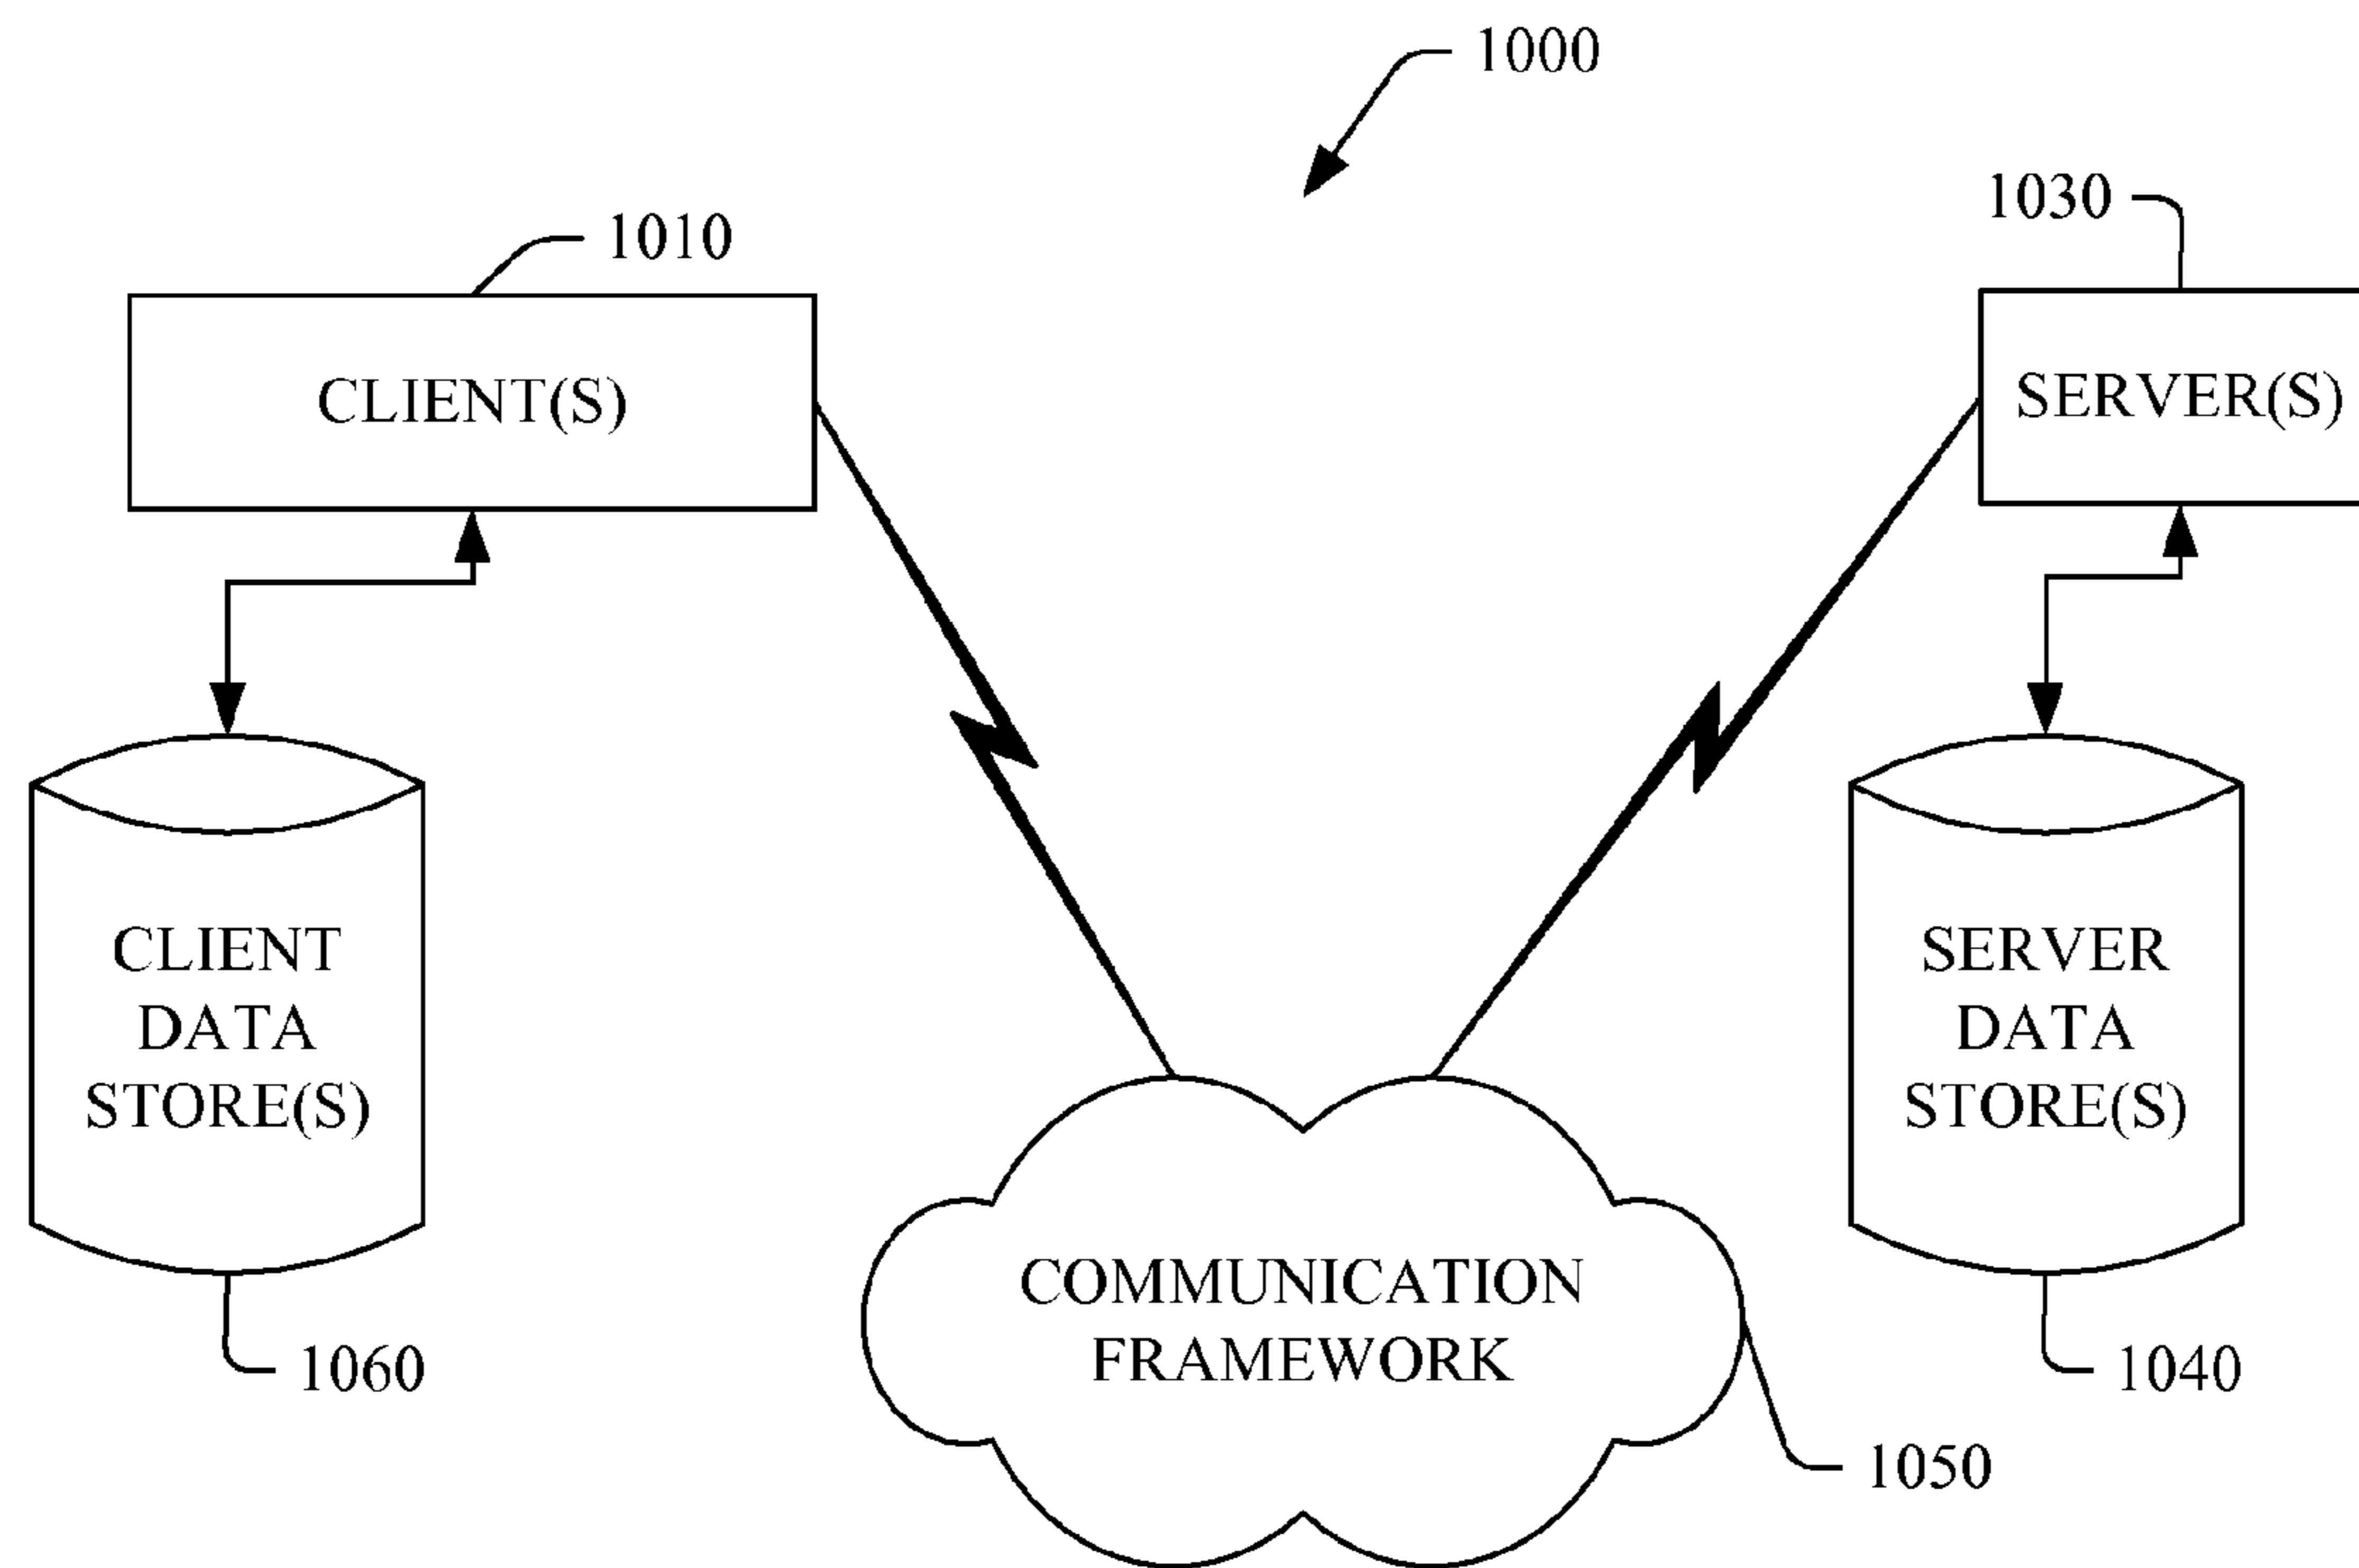 1000
1010
1030
CLIENT(S)
SERVER(S)
CLIENT
DATA
STORE(S)
SERVER
DATA
STORE(S)
COMMUNICATION
FRAMEWORK
1060
1040
1050